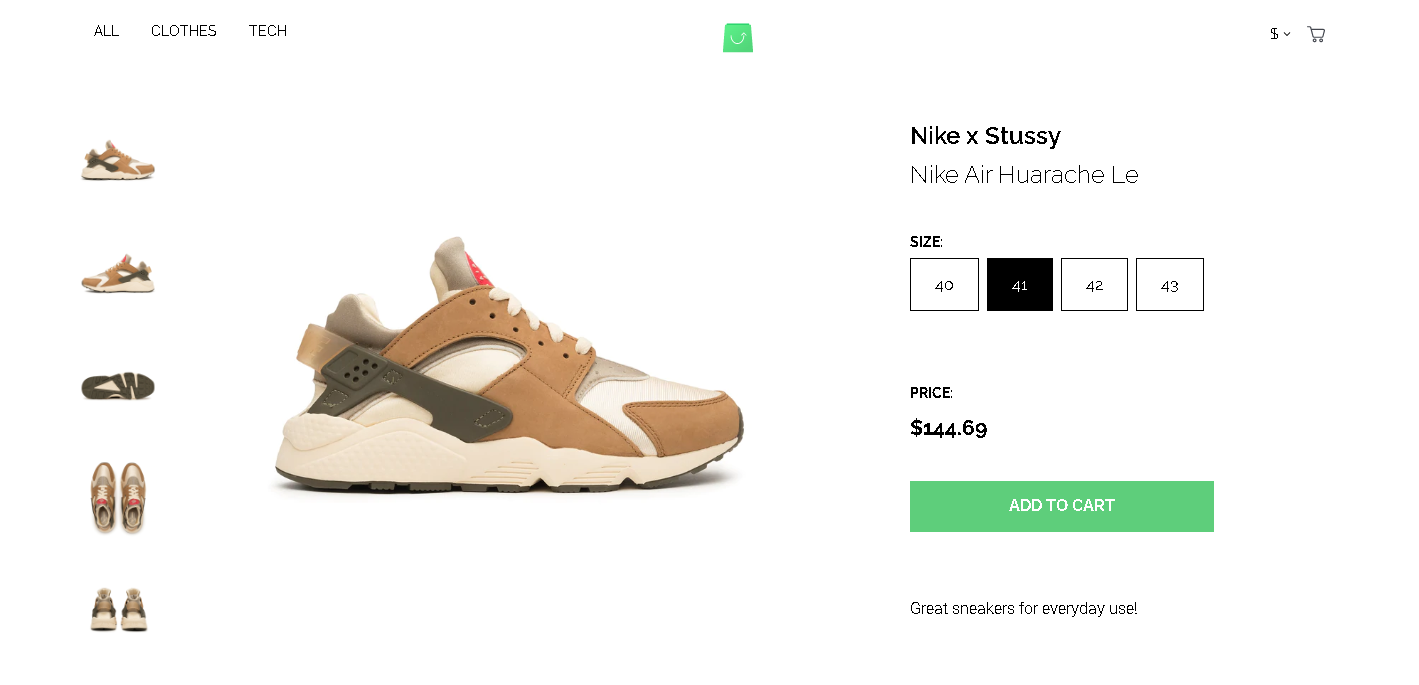 ALL CLOTHES TECH $
Nike x Stussy
Nike Air Huarache Le
SIZE:
40 41 42 43
PRICE:
$144.69
ADD TO CART
Great sneakers for everyday use!